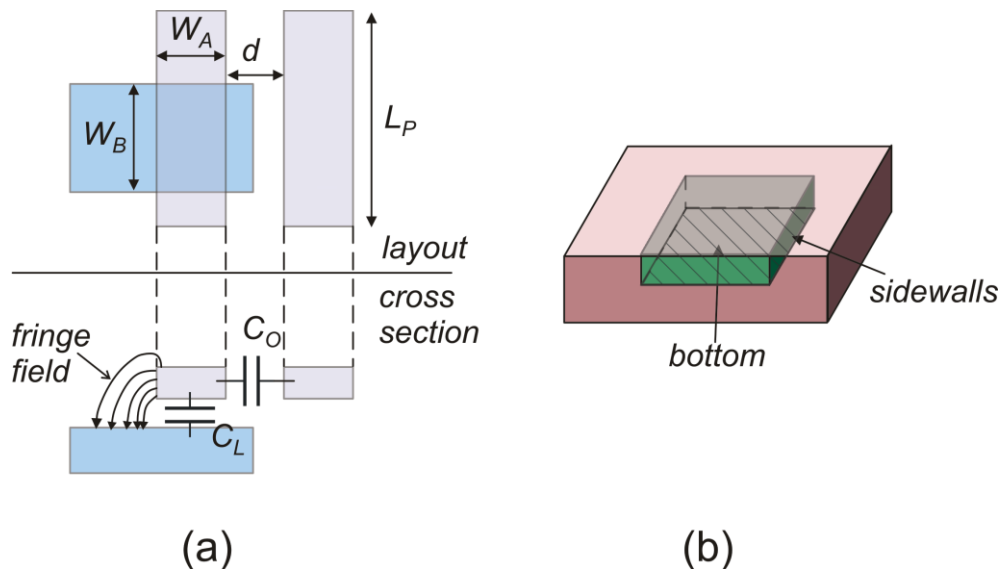 W_A
d
W_B
L_P
layout
cross
section
fringe
field
C_O
C_L
sidewalls
bottom
(a)
(b)